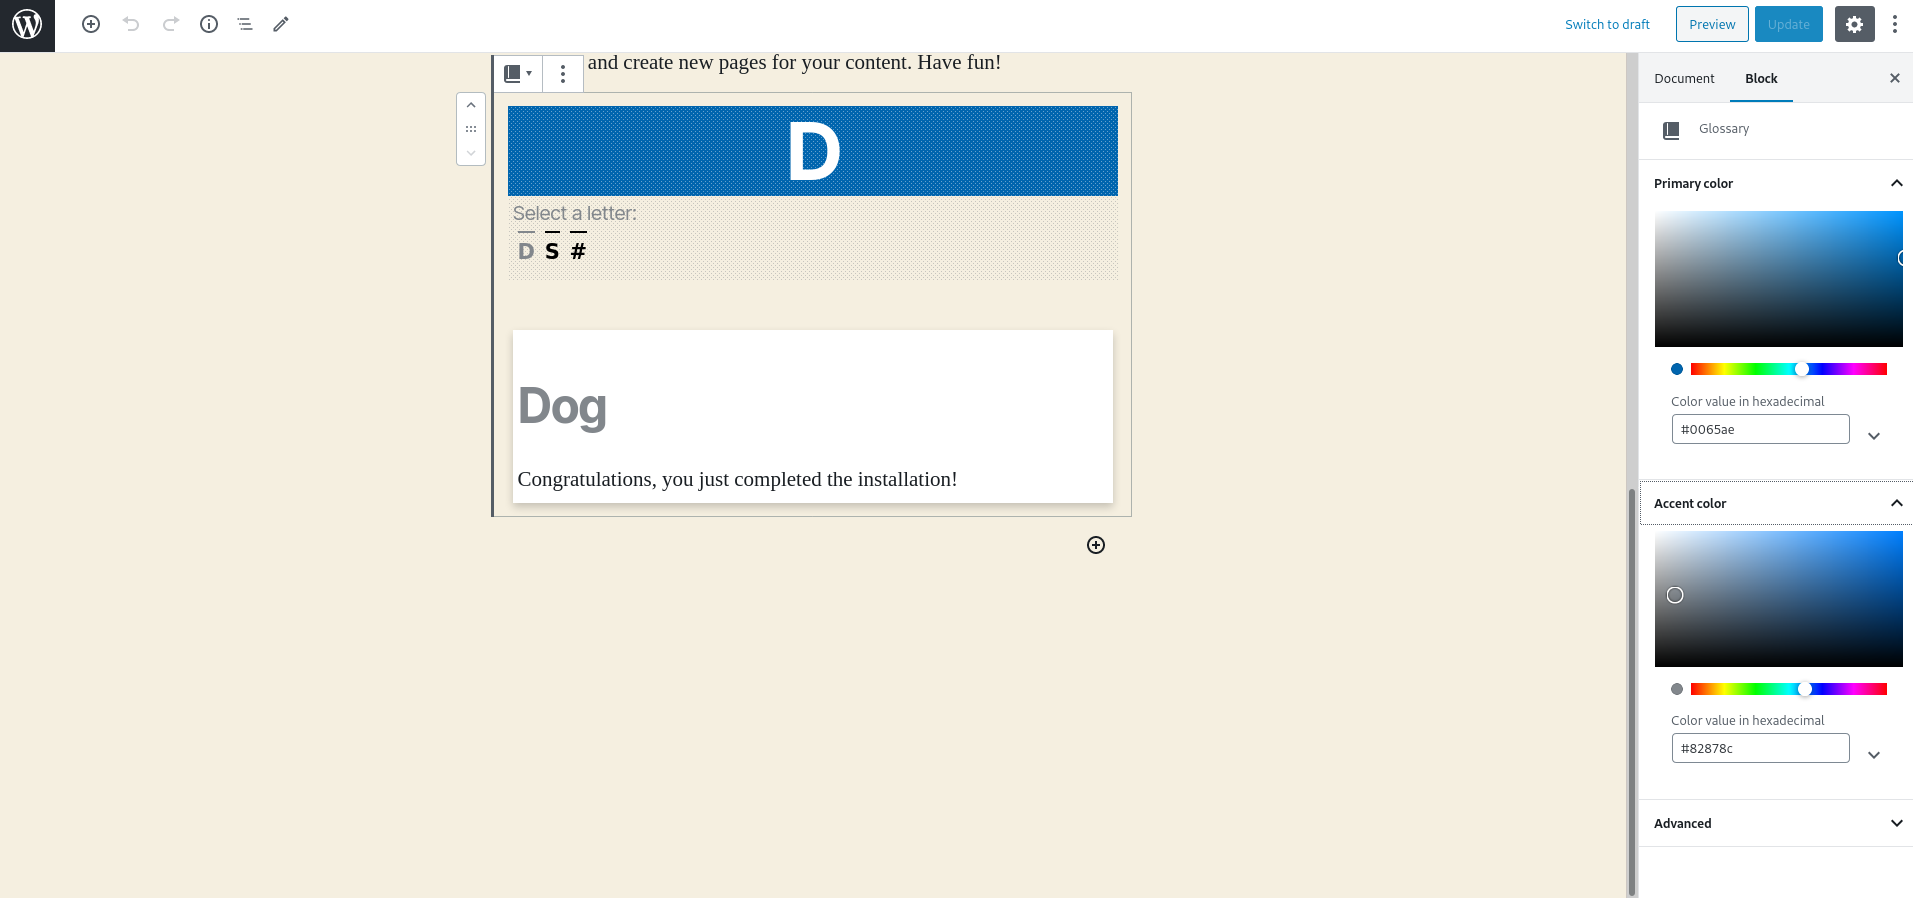 Switch to draft
Preview
Update
and create new pages for your content. Have fun!
D
Select a letter:
D S #
Dog
Congratulations, you just completed the installation!
Document
Block
Glossary
Primary color
Color value in hexadecimal
#0065ae
Accent color
Color value in hexadecimal
#82878c
Advanced